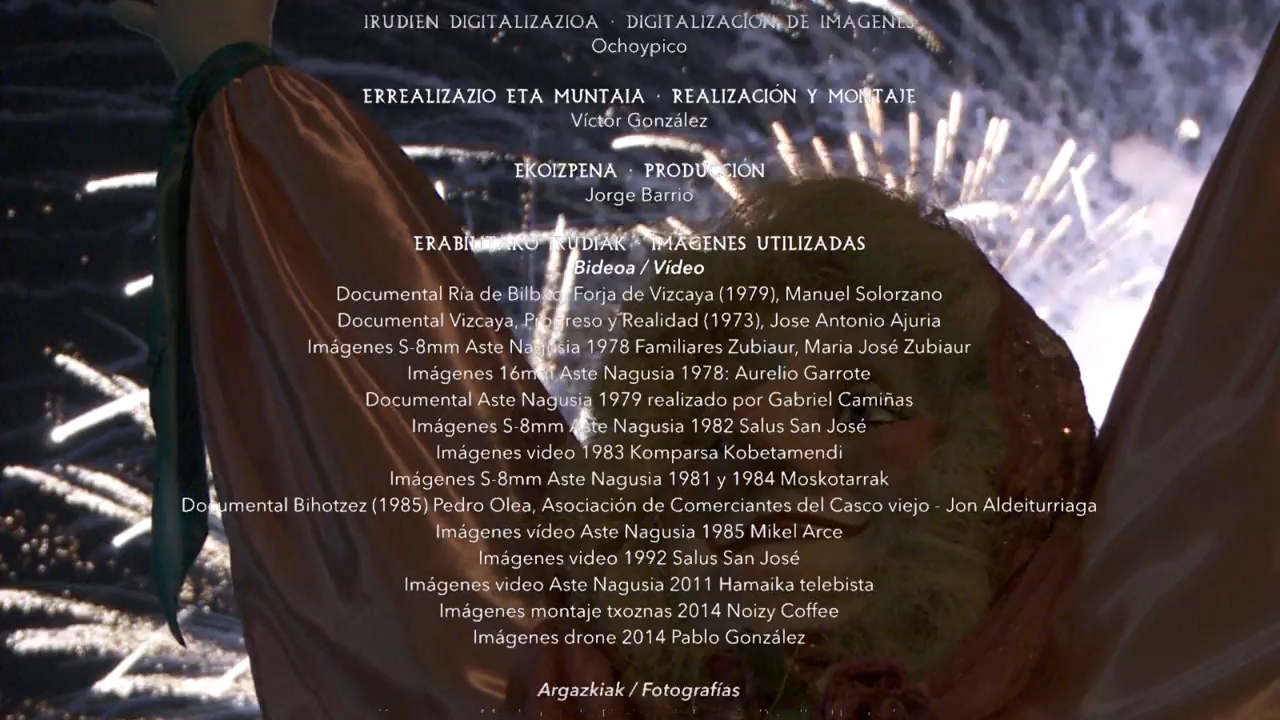 IRUDIEN DIGITALIZAZIOA · DIGITALIZACIÓN DE IMÁGENES
Ochoypico
ERREALIZAZIO ETA MUNTAIA · REALIZACIÓN Y MONTAJE
Víctor González
EKOIZPENA · PRODUCCIÓN
Jorge Barrio
ERABILITAKO IRUDIAK · IMÁGENES UTILIZADAS
Bideoa / Vídeo
Documental Ría de Bilbao, Forja de Vizcaya (1979), Manuel Solorzano
Documental Vizcaya, Progreso y Realidad (1973), Jose Antonio Ajuria
Imágenes S-8mm Aste Nagusia 1978 Familiares Zubiaur, Maria José Zubiaur
Imágenes 16mm Aste Nagusia 1978: Aurelio Garrote
Documental Aste Nagusia 1979 realizado por Gabriel Camiñas
Imágenes S-8mm Aste Nagusia 1982 Salus San José
Imágenes video 1983 Komparsa Kobetamendi
Imágenes S-8mm Aste Nagusia 1981 y 1984 Moskotarrak
Documental Bihotzez (1985) Pedro Olea, Asociación de Comerciantes del Casco viejo - Jon Aldeiturriaga
Imágenes vídeo Aste Nagusia 1985 Mikel Arce
Imágenes video 1992 Salus San José
Imágenes video Aste Nagusia 2011 Hamaika telebista
Imágenes montaje txoznas 2014 Noizy Coffee
Imágenes drone 2014 Pablo González
Argazkiak / Fotografías